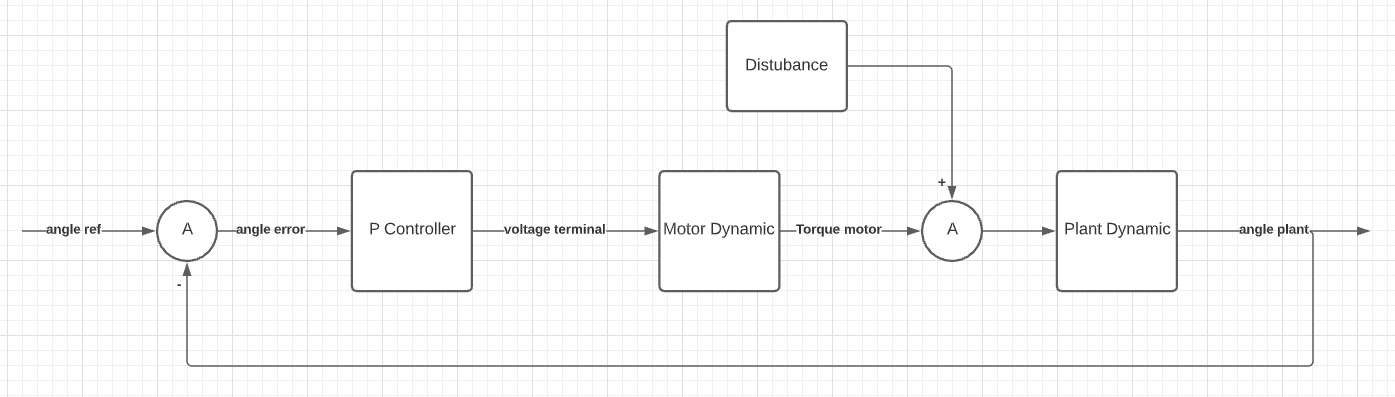 Distubance
+
angle ref
A
angle error
P Controller
voltage terminal
Motor Dynamic
Torque motor
A
Plant Dynamic
angle plant
-